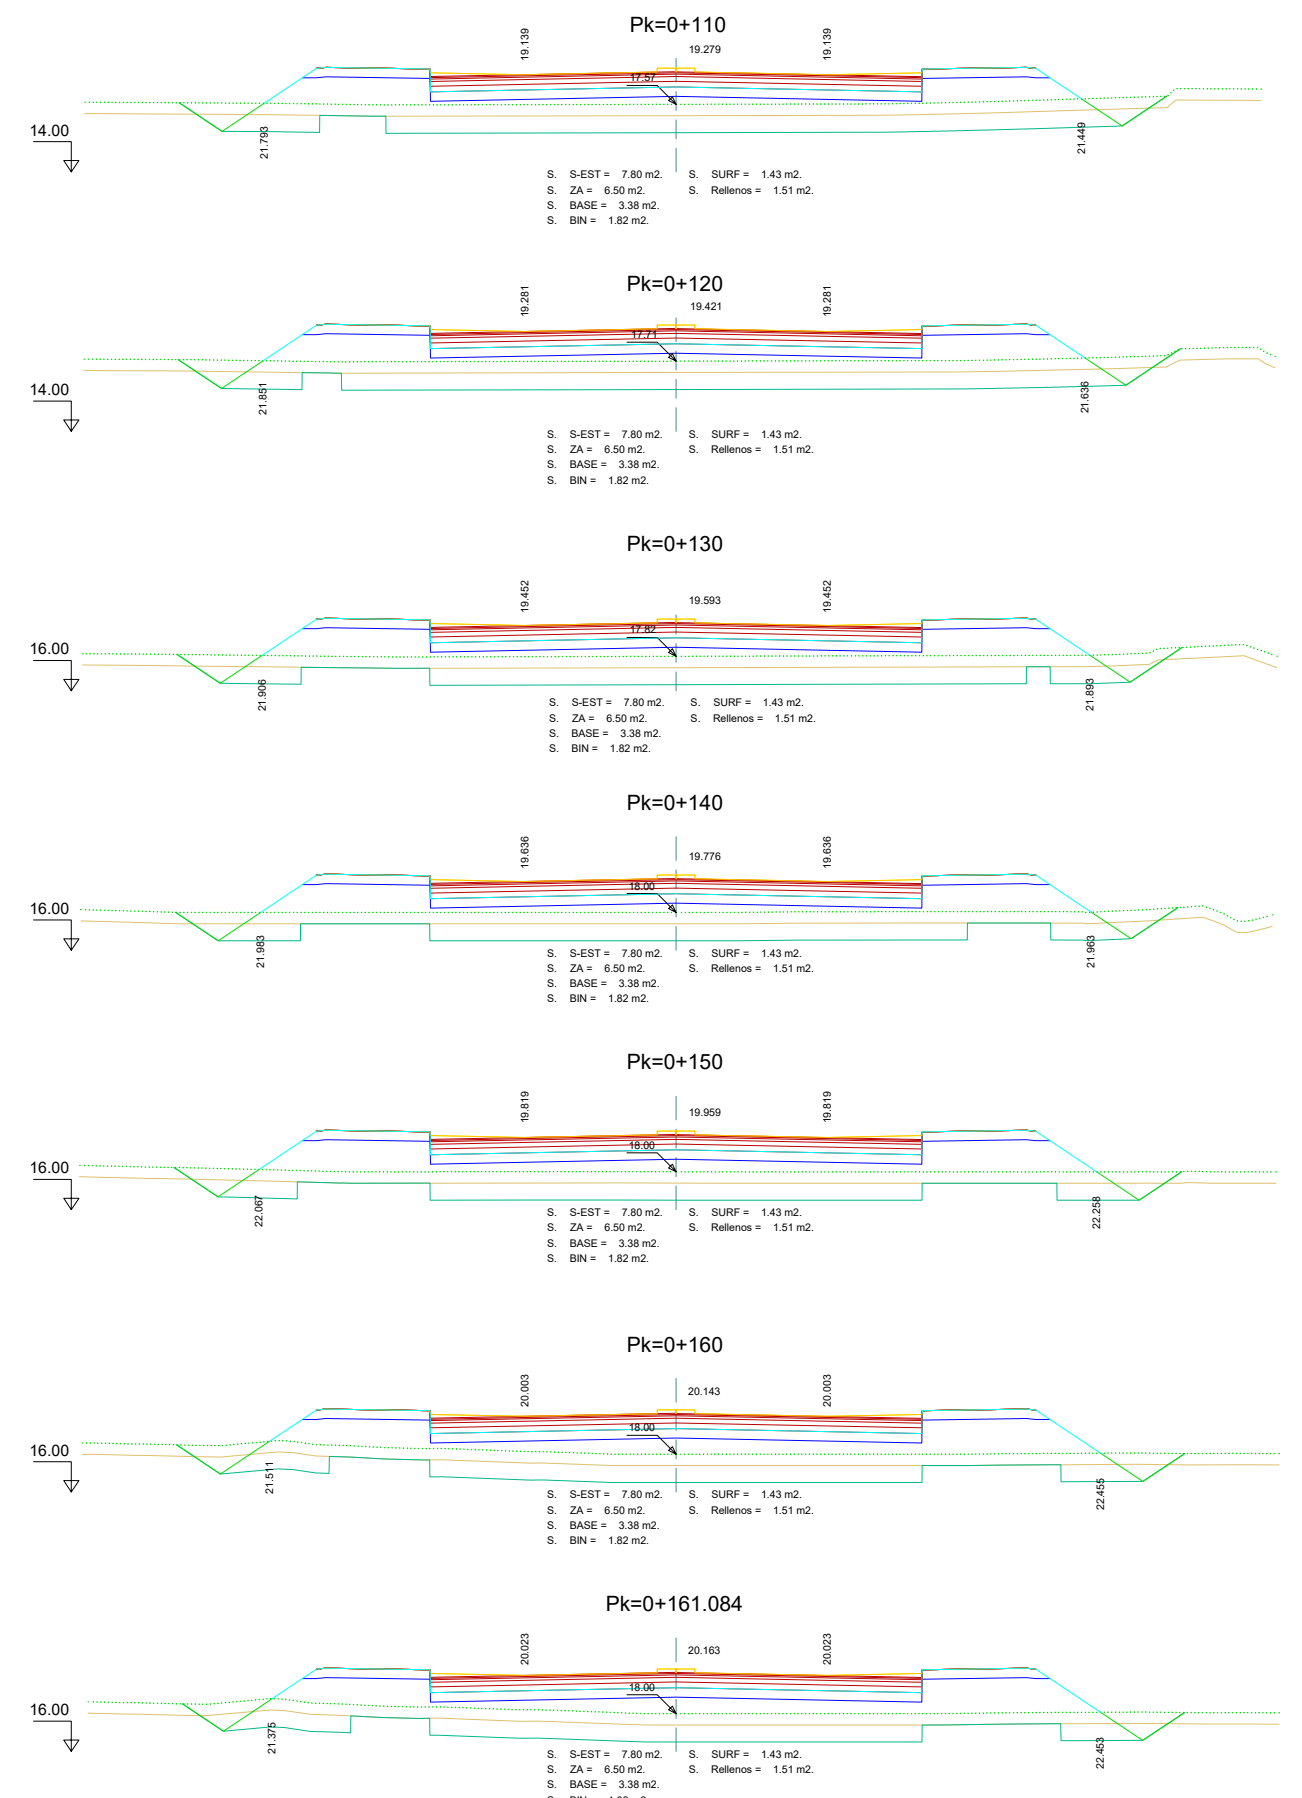 Pk=0+110
19.139 19.279 19.139
17.57
14.00
21.793 21.449
S. S-EST = 7.80 m2. S. SURF = 1.43 m2.
S. ZA = 6.50 m2. S. Rellenos = 1.51 m2.
S. BASE = 3.38 m2.
S. BIN = 1.82 m2.
Pk=0+120
19.281 19.421 19.281
17.71
14.00
21.851 21.636
S. S-EST = 7.80 m2. S. SURF = 1.43 m2.
S. ZA = 6.50 m2. S. Rellenos = 1.51 m2.
S. BASE = 3.38 m2.
S. BIN = 1.82 m2.
Pk=0+130
19.452 19.593 19.452
17.82
16.00
21.906 21.893
S. S-EST = 7.80 m2. S. SURF = 1.43 m2.
S. ZA = 6.50 m2. S. Rellenos = 1.51 m2.
S. BASE = 3.38 m2.
S. BIN = 1.82 m2.
Pk=0+140
19.636 19.776 19.636
18.00
16.00
21.983 21.963
S. S-EST = 7.80 m2. S. SURF = 1.43 m2.
S. ZA = 6.50 m2. S. Rellenos = 1.51 m2.
S. BASE = 3.38 m2.
S. BIN = 1.82 m2.
Pk=0+150
19.819 19.959 19.819
18.00
16.00
22.067 22.258
S. S-EST = 7.80 m2. S. SURF = 1.43 m2.
S. ZA = 6.50 m2. S. Rellenos = 1.51 m2.
S. BASE = 3.38 m2.
S. BIN = 1.82 m2.
Pk=0+160
20.003 20.143 20.003
18.00
16.00
21.511 22.455
S. S-EST = 7.80 m2. S. SURF = 1.43 m2.
S. ZA = 6.50 m2. S. Rellenos = 1.51 m2.
S. BASE = 3.38 m2.
S. BIN = 1.82 m2.
Pk=0+161.084
20.023 20.163 20.023
18.00
16.00
21.375 22.453
S. S-EST = 7.80 m2. S. SURF = 1.43 m2.
S. ZA = 6.50 m2. S. Rellenos = 1.51 m2.
S. BASE = 3.38 m2.